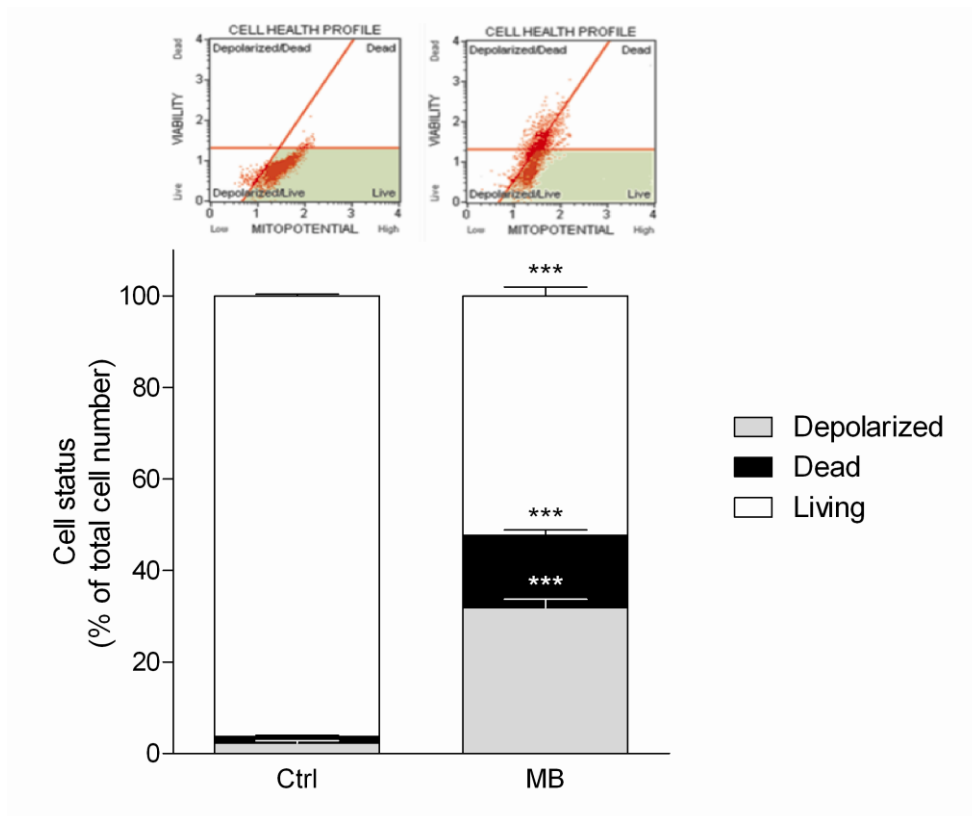 CELL HEALTH PROFILE
Depolarized/Dead Dead
Dead
4
3
2
1
0
VIABILITY
Live
Depolarized/Live Live
0 1 2 3 4
Low MITOPOTENTIAL High
CELL HEALTH PROFILE
Depolarized/Dead Dead
Dead
4
3
2
1
0
VIABILITY
Live
Depolarized/Live Live
0 1 2 3 4
Low MITOPOTENTIAL High
Cell status
(% of total cell number)
100
80
60
40
20
0
***
***
***
Ctrl MB
Depolarized
Dead
Living